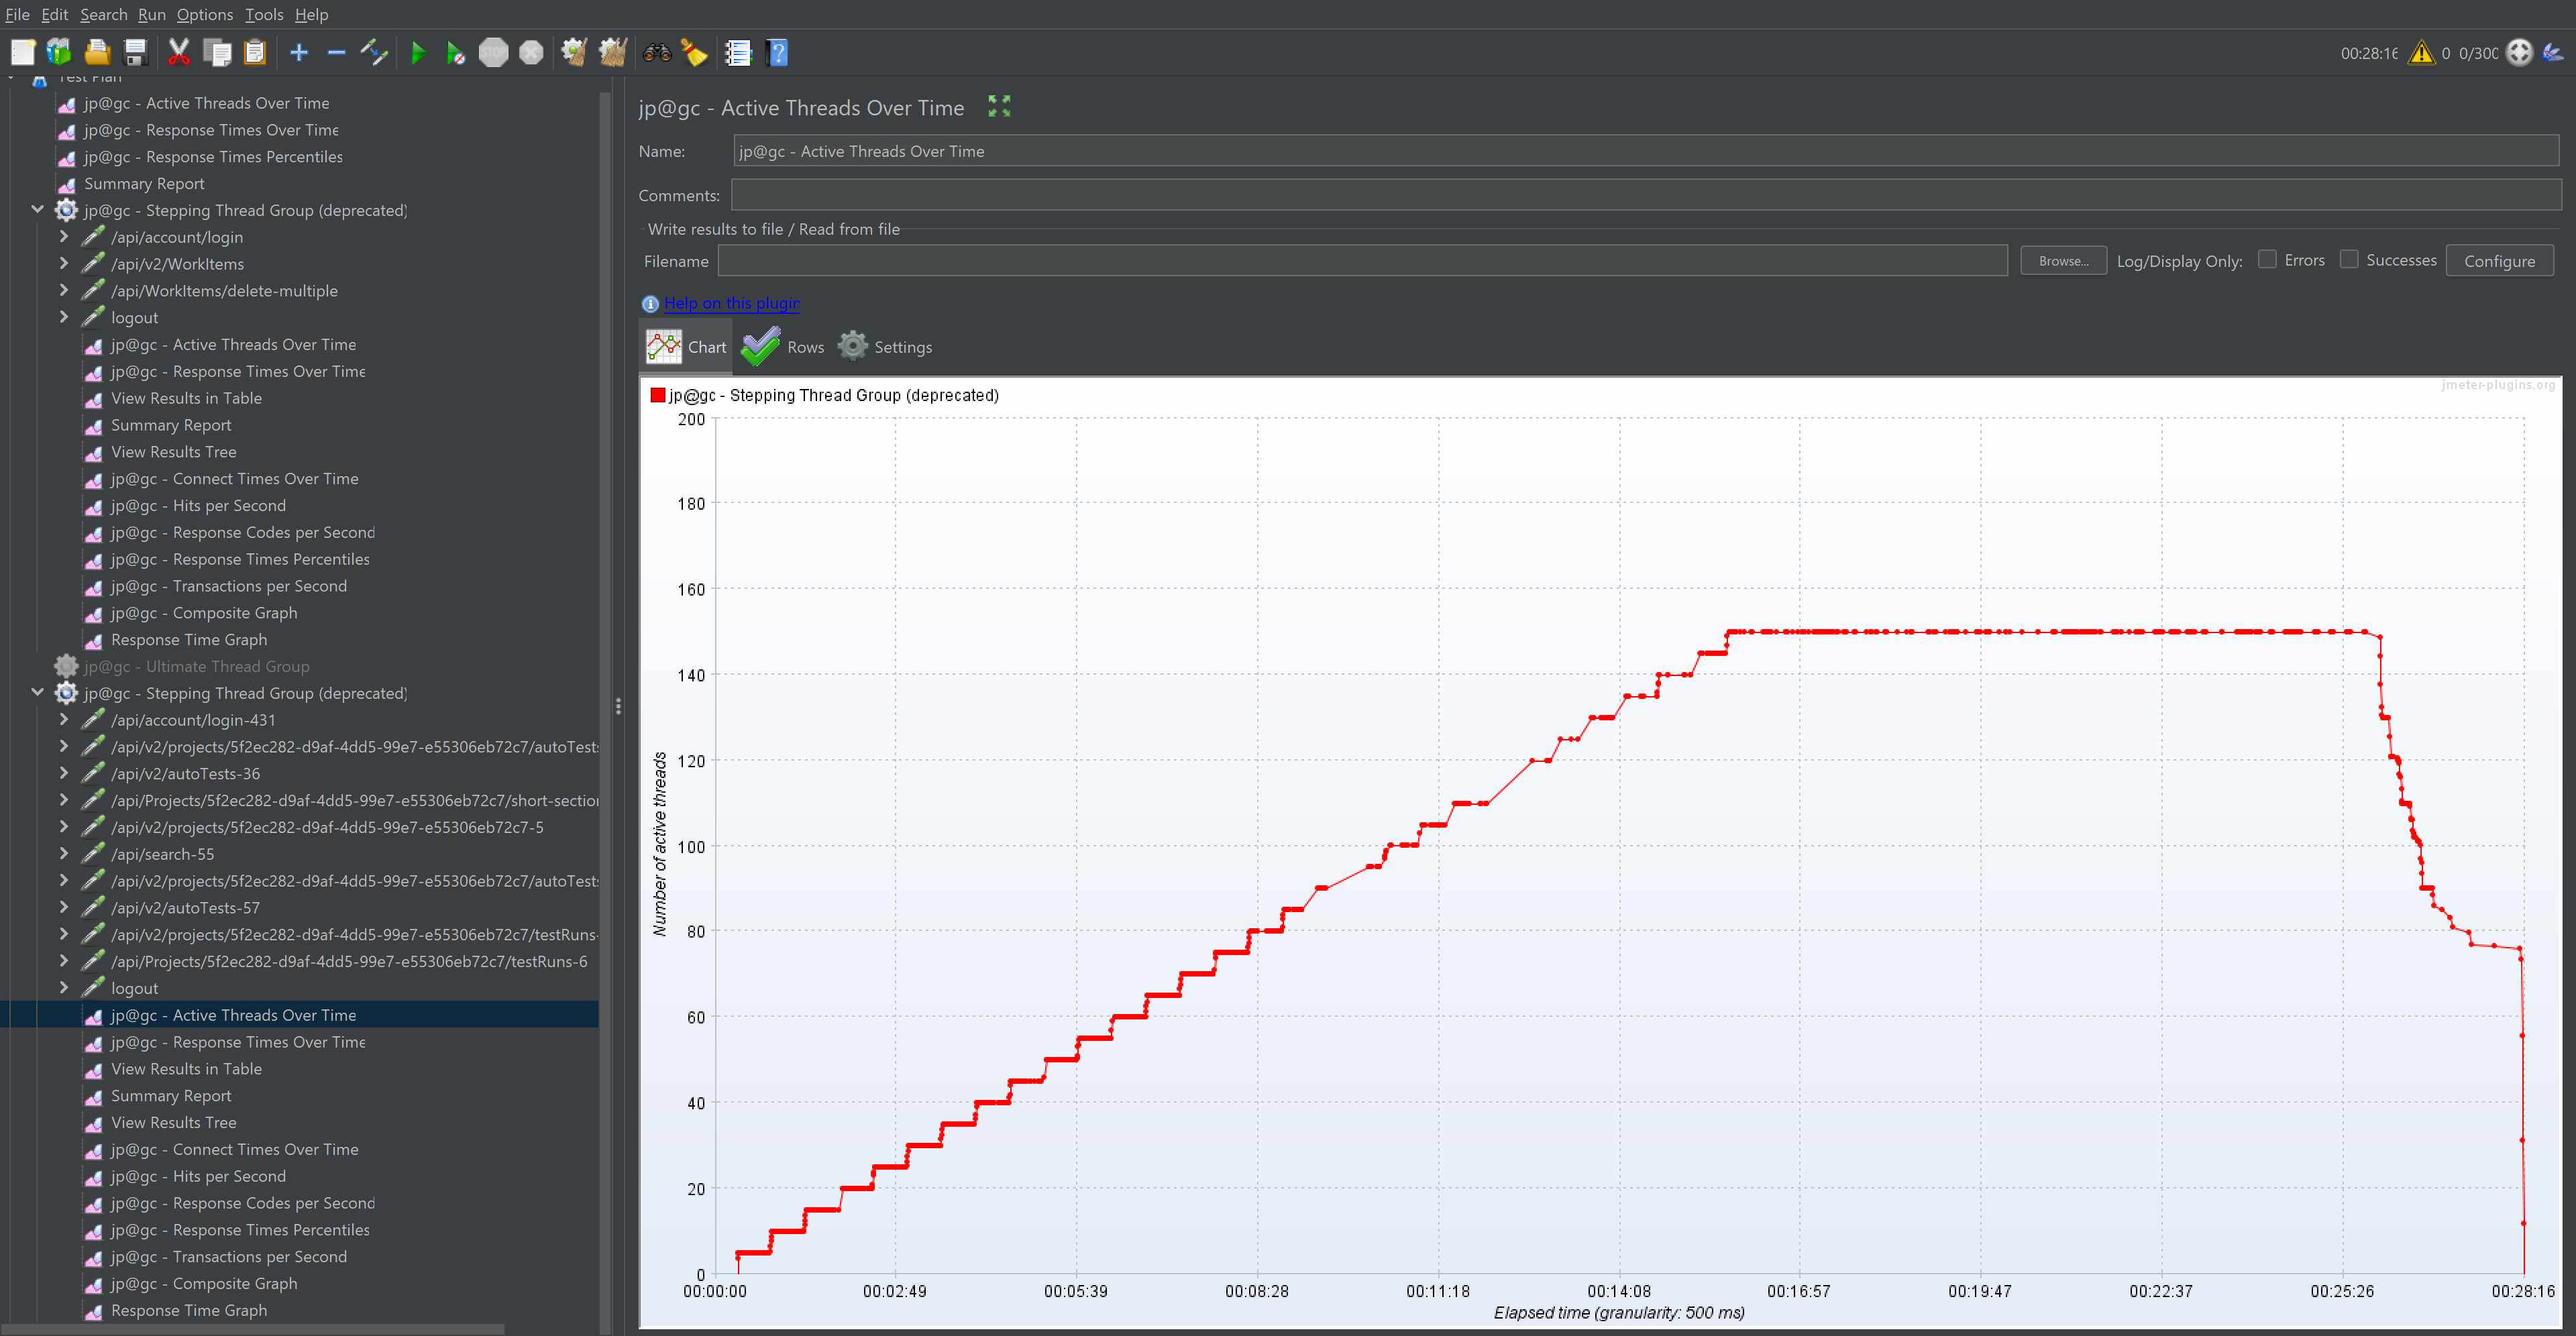 File Edit Search Run Options Tools Help
00:28:16 0 0/300
Test Plan
jp@gc - Active Threads Over Time
jp@gc - Response Times Over Time
jp@gc - Response Times Percentiles
Summary Report
jp@gc - Stepping Thread Group (deprecated)
/api/account/login
/api/v2/WorkItems
/api/WorkItems/delete-multiple
logout
jp@gc - Active Threads Over Time
jp@gc - Response Times Over Time
View Results in Table
Summary Report
View Results Tree
jp@gc - Connect Times Over Time
jp@gc - Hits per Second
jp@gc - Response Codes per Second
jp@gc - Response Times Percentiles
jp@gc - Transactions per Second
jp@gc - Composite Graph
Response Time Graph
jp@gc - Ultimate Thread Group
jp@gc - Stepping Thread Group (deprecated)
/api/account/login-431
/api/v2/projects/5f2ec282-d9af-4dd5-99e7-e55306eb72c7/autoTests
/api/v2/autoTests-36
/api/Projects/5f2ec282-d9af-4dd5-99e7-e55306eb72c7/short-section
/api/v2/projects/5f2ec282-d9af-4dd5-99e7-e55306eb72c7-5
/api/search-55
/api/v2/projects/5f2ec282-d9af-4dd5-99e7-e55306eb72c7/autoTests
/api/v2/autoTests-57
/api/v2/projects/5f2ec282-d9af-4dd5-99e7-e55306eb72c7/testRuns-
/api/Projects/5f2ec282-d9af-4dd5-99e7-e55306eb72c7/testRuns-6
logout
jp@gc - Active Threads Over Time
jp@gc - Response Times Over Time
View Results in Table
Summary Report
View Results Tree
jp@gc - Connect Times Over Time
jp@gc - Hits per Second
jp@gc - Response Codes per Second
jp@gc - Response Times Percentiles
jp@gc - Transactions per Second
jp@gc - Composite Graph
Response Time Graph
jp@gc - Active Threads Over Time
Name: jp@gc - Active Threads Over Time
Comments:
Write results to file / Read from file
Filename Browse... Log/Display Only: Errors Successes Configure
Help on this plugin
Chart Rows Settings
jmeter-plugins.org
jp@gc - Stepping Thread Group (deprecated)
200
180
160
140
120
100
80
60
40
20
0
Number of active threads
00:00:00 00:02:49 00:05:39 00:08:28 00:11:18 00:14:08 00:16:57 00:19:47 00:22:37 00:25:26 00:28:16
Elapsed time (granularity: 500 ms)